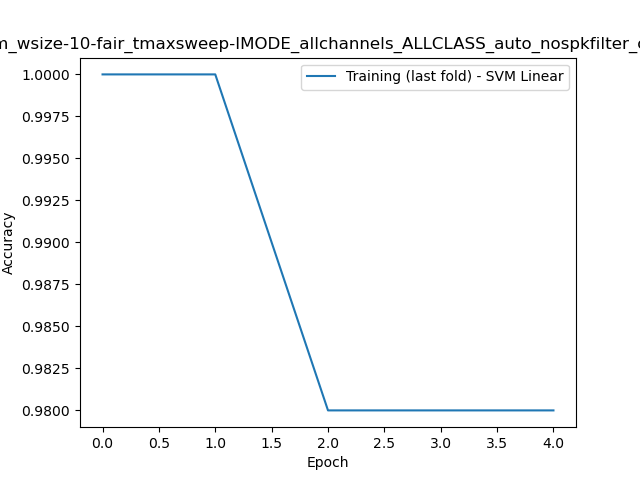 _wsize-10-fair_tmaxsweep-IMODE_allchannels_ALLCLASS_auto_nospkfilter_
Training (last fold) - SVM Linear
1.0000
0.9975
0.9950
0.9925
0.9900
0.9875
0.9850
0.9825
0.9800
Accuracy
0.0 0.5 1.0 1.5 2.0 2.5 3.0 3.5 4.0
Epoch